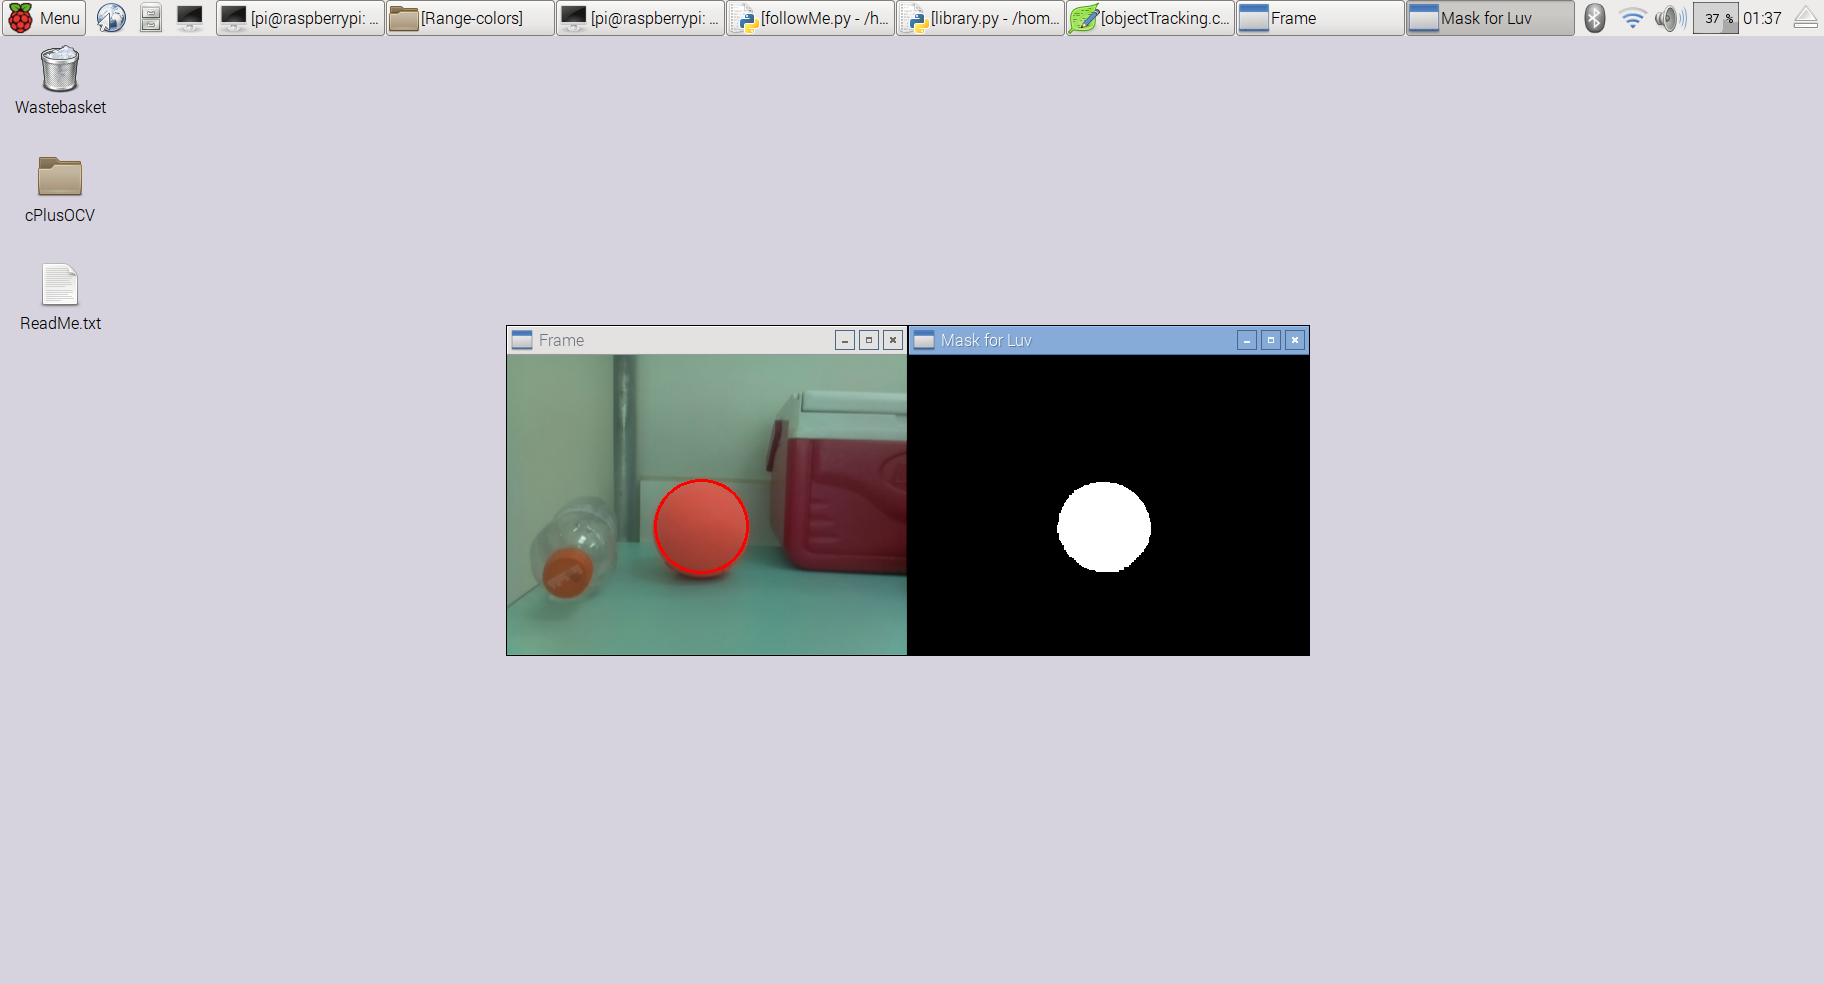 Menu [pi@raspberrypi: ... [Range-colors] [pi@raspberrypi: ... [followMe.py - /h... [library.py - /hom... [objectTracking.c... Frame Mask for Luv 37 % 01:37
Wastebasket
cPlusOCV
ReadMe.txt
Frame
Mask for Luv